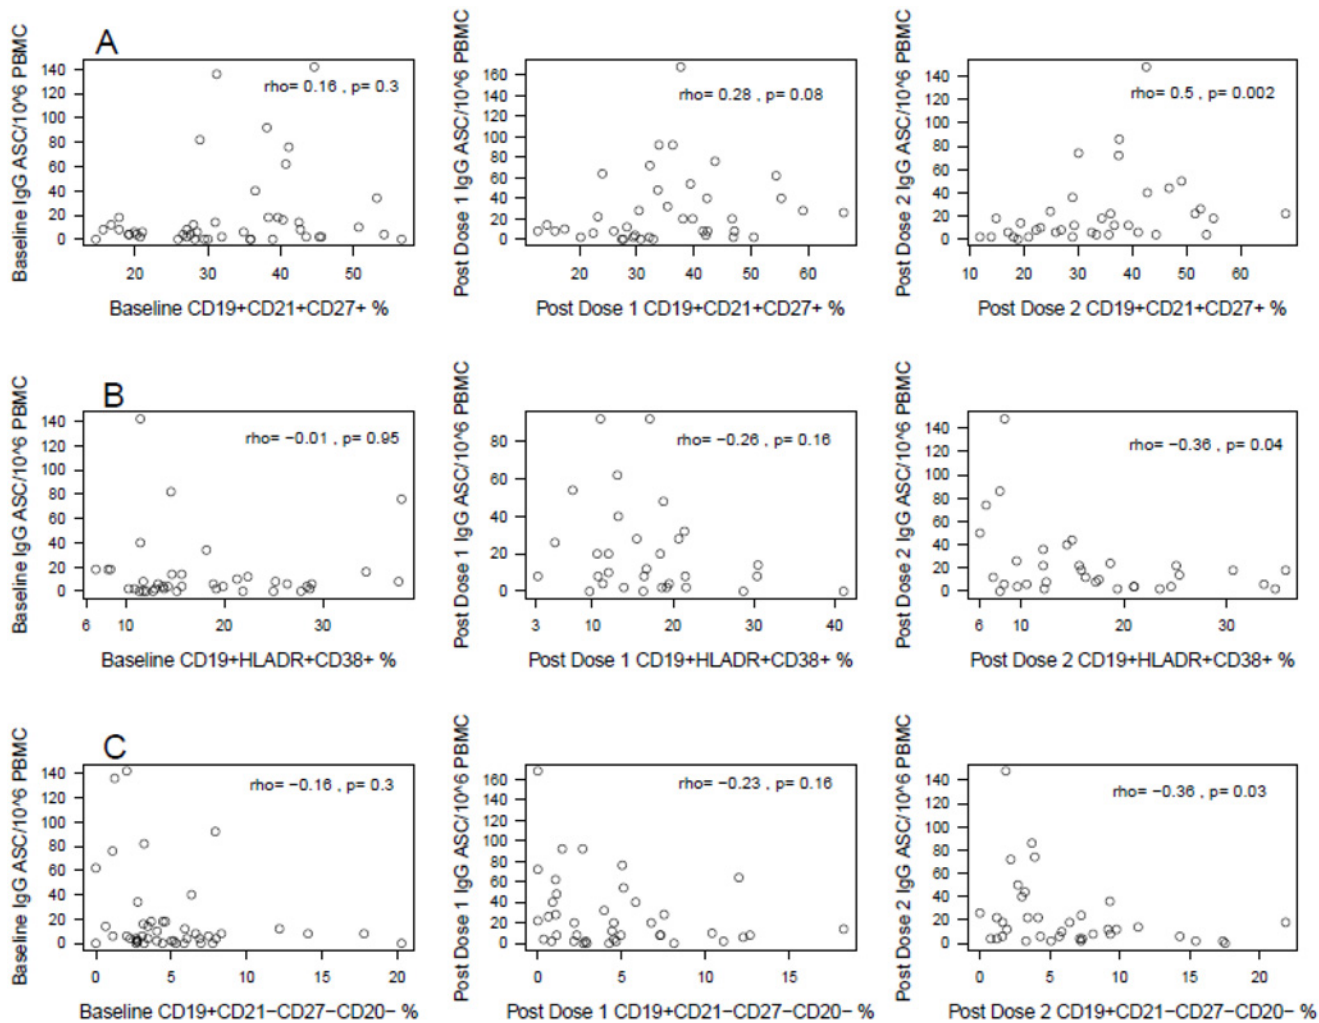 A
Baseline IgG ASC/10^6 PBMC
140
120
100
80
60
40
20
0
rho= 0.16 , p= 0.3
20 30 40 50
Baseline CD19+CD21+CD27+ %
Post Dose 1 IgG ASC/10^6 PBMC
160
140
120
100
80
60
40
20
0
rho= 0.28 , p= 0.08
20 30 40 50 60
Post Dose 1 CD19+CD21+CD27+ %
Post Dose 2 IgG ASC/10^6 PBMC
140
120
100
80
60
40
20
0
rho= 0.5 , p= 0.002
10 20 30 40 50 60
Post Dose 2 CD19+CD21+CD27+ %
B
Baseline IgG ASC/10^6 PBMC
140
120
100
80
60
40
20
0
rho= −0.01 , p= 0.95
6 10 20 30
Baseline CD19+HLADR+CD38+ %
Post Dose 1 IgG ASC/10^6 PBMC
80
60
40
20
0
rho= −0.26 , p= 0.16
3 10 20 30 40
Post Dose 1 CD19+HLADR+CD38+ %
Post Dose 2 IgG ASC/10^6 PBMC
140
120
100
80
60
40
20
0
rho= −0.36 , p= 0.04
6 10 20 30
Post Dose 2 CD19+HLADR+CD38+ %
C
Baseline IgG ASC/10^6 PBMC
140
120
100
80
60
40
20
0
rho= −0.16 , p= 0.3
0 5 10 15 20
Baseline CD19+CD21−CD27−CD20− %
Post Dose 1 IgG ASC/10^6 PBMC
160
140
120
100
80
60
40
20
0
rho= −0.23 , p= 0.16
0 5 10 15
Post Dose 1 CD19+CD21−CD27−CD20− %
Post Dose 2 IgG ASC/10^6 PBMC
140
120
100
80
60
40
20
0
rho= −0.36 , p= 0.03
0 5 10 15 20
Post Dose 2 CD19+CD21−CD27−CD20− %